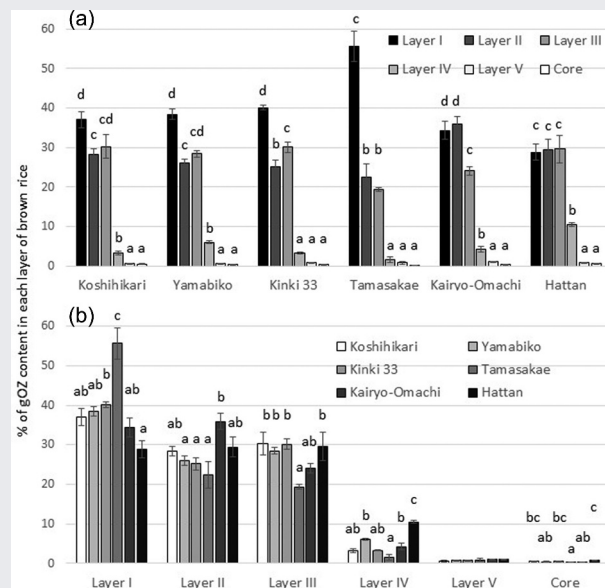 (a)
Layer I Layer II Layer III
Layer IV Layer V Core
% of gOZ content in each layer of brown rice
60
50
40
30
20
10
0
d c cd b a a
d c cd b a a
d b c a a a
d b b a a a
d d c b a a
c c c b a a
Koshihikari Yamabiko Kinki 33 Tamasakae Kairyo-Omachi Hattan
(b)
Koshihikari Yamabiko
Kinki 33 Tamasakae
Kairyo-Omachi Hattan
60
50
40
30
20
10
0
ab ab b c ab a
ab a a a b ab
b b b a ab b
ab b ab a b c
bc ab bc a ab c
Layer I Layer II Layer III Layer IV Layer V Core